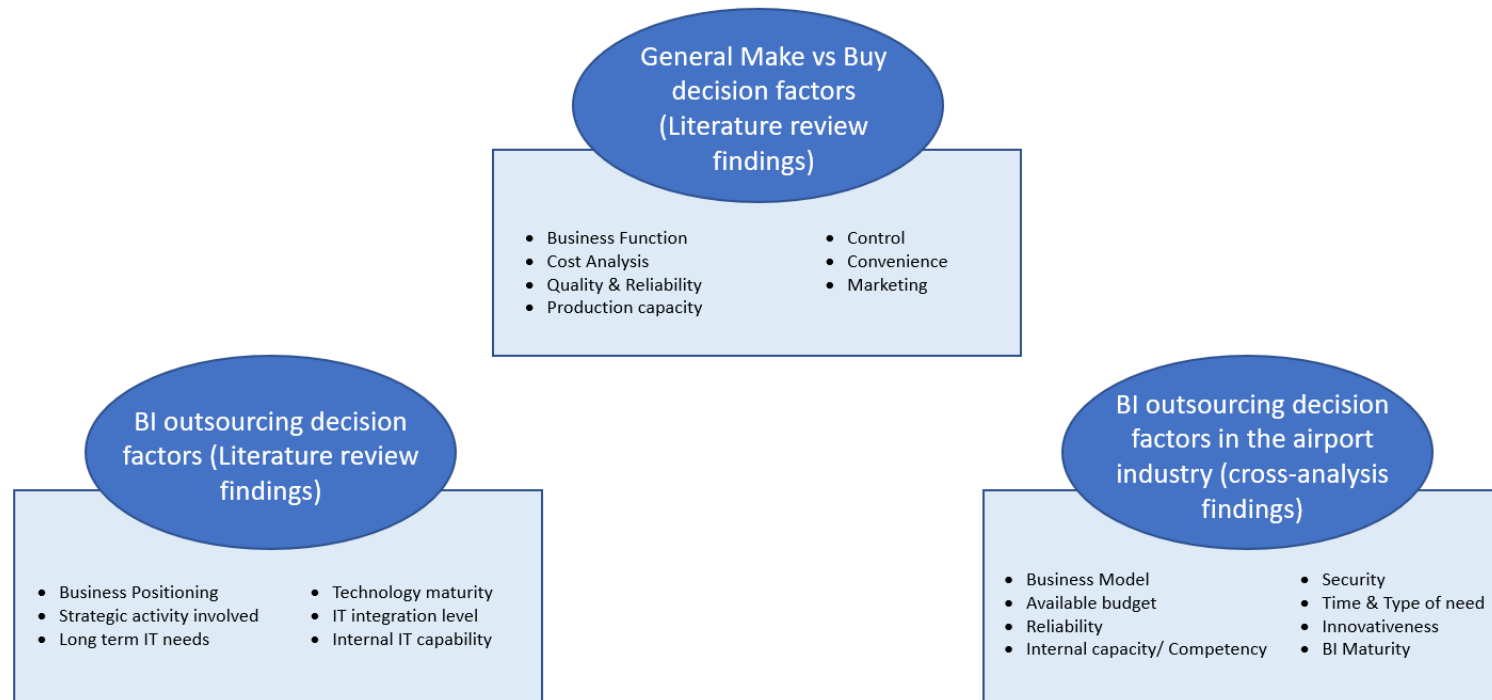 General Make vs Buy
decision factors
(Literature review
findings)
• Business Function
• Cost Analysis
• Quality & Reliability
• Production capacity
• Control
• Convenience
• Marketing
BI outsourcing decision
factors (Literature review
findings)
• Business Positioning
• Strategic activity involved
• Long term IT needs
• Technology maturity
• IT integration level
• Internal IT capability
BI outsourcing decision
factors in the airport
industry (cross-analysis
findings)
• Business Model
• Available budget
• Reliability
• Internal capacity/ Competency
• Security
• Time & Type of need
• Innovativeness
• BI Maturity